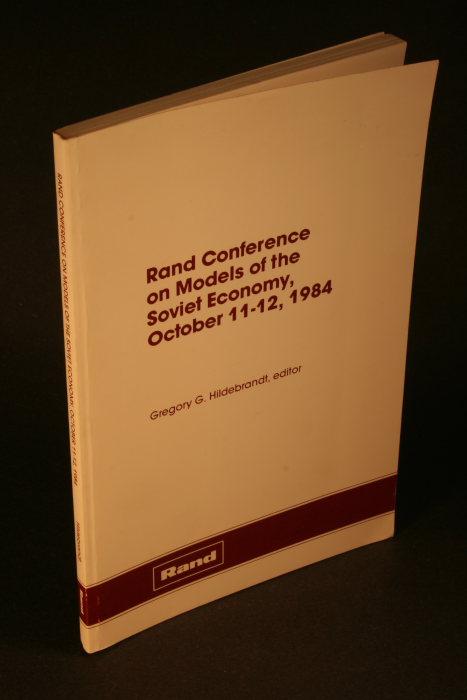 Rand Conference
on Models of the
Soviet Economy,
October 11-12, 1984
Gregory G. Hildebrandt, editor
Rand
RAND CONFERENCE ON MODELS OF THE SOVIET ECONOMY, OCTOBER 11-12, 1984